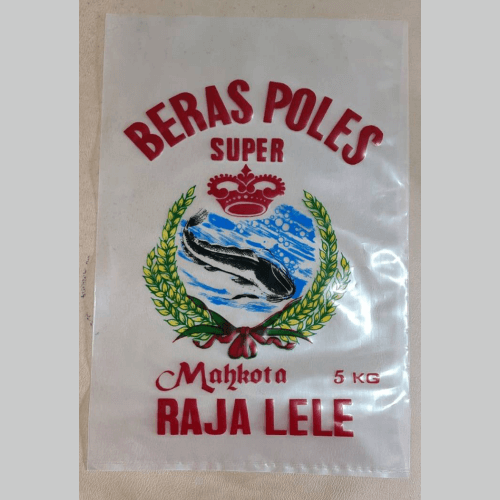 BERAS POLES
SUPER
Mahkota 5 KG
RAJA LELE